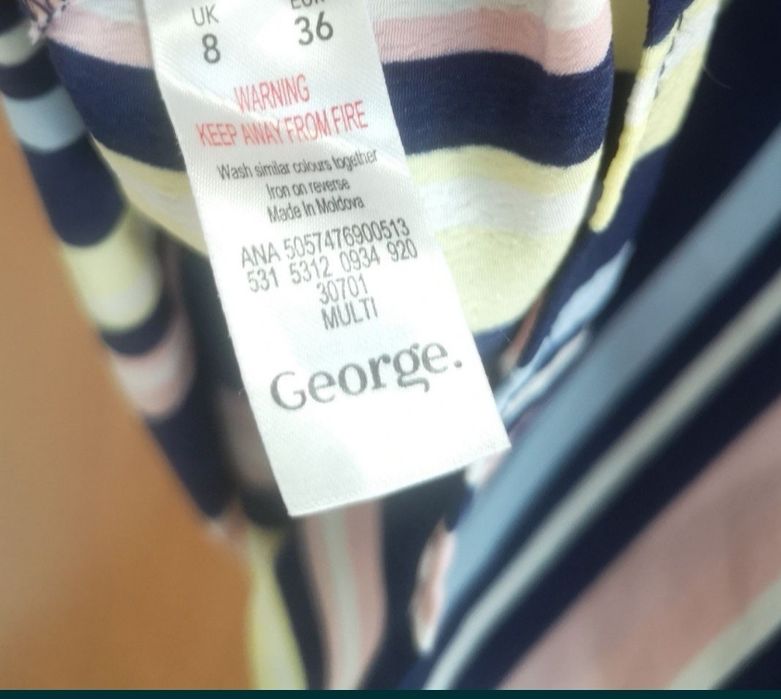 UK EUR
8 36
WARNING
KEEP AWAY FROM FIRE
Wash similar colours together
Iron on reverse
Made In Moldova
ANA 5057476900513
531 5312 0934 920
30701
MULTI
George.